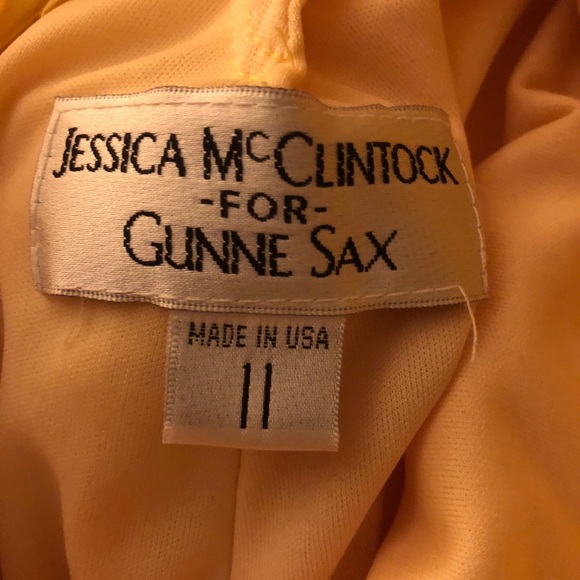 JESSICA McCLINTOCK
-FOR-
GUNNE SAX
MADE IN USA
11